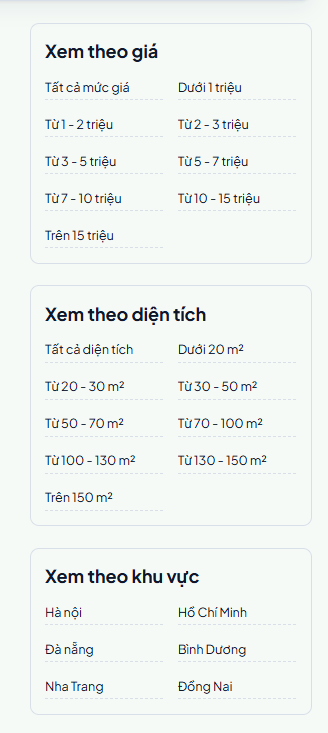 Xem theo giá
Tất cả mức giá
Dưới 1 triệu
Từ 1 - 2 triệu
Từ 2 - 3 triệu
Từ 3 - 5 triệu
Từ 5 - 7 triệu
Từ 7 - 10 triệu
Từ 10 - 15 triệu
Trên 15 triệu
Xem theo diện tích
Tất cả diện tích
Dưới 20 m²
Từ 20 - 30 m²
Từ 30 - 50 m²
Từ 50 - 70 m²
Từ 70 - 100 m²
Từ 100 - 130 m²
Từ 130 - 150 m²
Trên 150 m²
Xem theo khu vực
Hà nội
Hồ Chí Minh
Đà nẵng
Bình Dương
Nha Trang
Đồng Nai